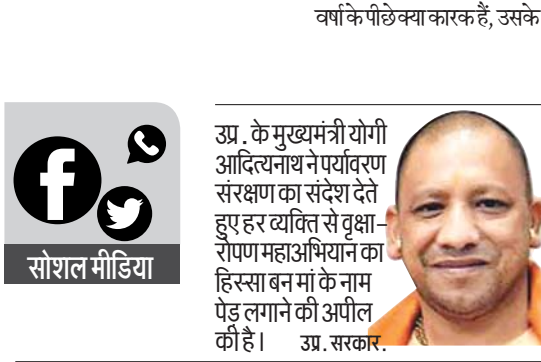 वर्षा के पीछे क्या कारक हैं, उसके
सोशल मीडिया
उप्र. के मुख्यमंत्री योगी
आदित्यनाथ ने पर्यावरण
संरक्षण का संदेश देते
हुए हर व्यक्ति से वृक्षा-
रोपण महाअभियान का
हिस्सा बन मां के नाम
पेड़ लगाने की अपील
की है। उप्र. सरकार.